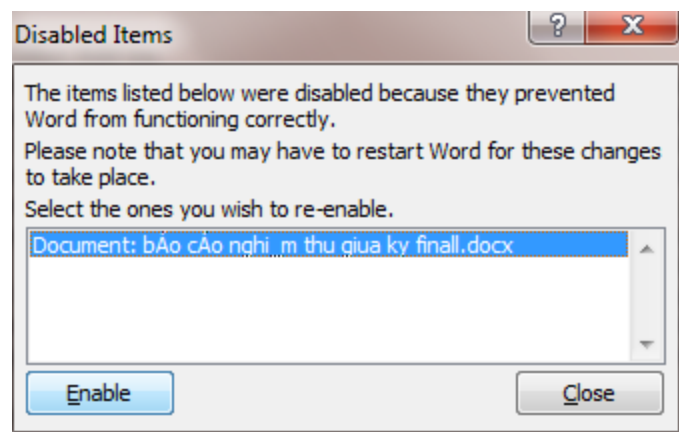 Disabled Items
The items listed below were disabled because they prevented
Word from functioning correctly.
Please note that you may have to restart Word for these changes
to take place.
Select the ones you wish to re-enable.
Document: bÁo cÁo nghi_m thu giua ky finall.docx
Enable
Close